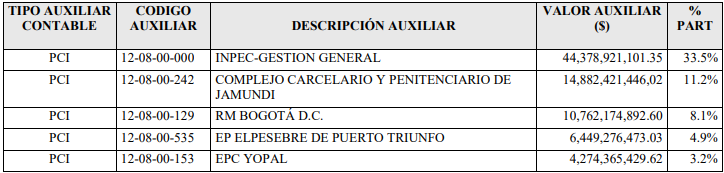 TIPO AUXILIAR CONTABLE CODIGO AUXILIAR DESCRIPCIÓN AUXILIAR VALOR AUXILIAR ($) % PART
PCI 12-08-00-000 INPEC-GESTION GENERAL 44,378,921,101.35 33.5%
PCI 12-08-00-242 COMPLEJO CARCELARIO Y PENITENCIARIO DE JAMUNDI 14,882,421,446,02 11.2%
PCI 12-08-00-129 RM BOGOTÁ D.C. 10,762,174,892.60 8.1%
PCI 12-08-00-535 EP ELPESEBRE DE PUERTO TRIUNFO 6,449,276,473.03 4.9%
PCI 12-08-00-153 EPC YOPAL 4,274,365,429.62 3.2%